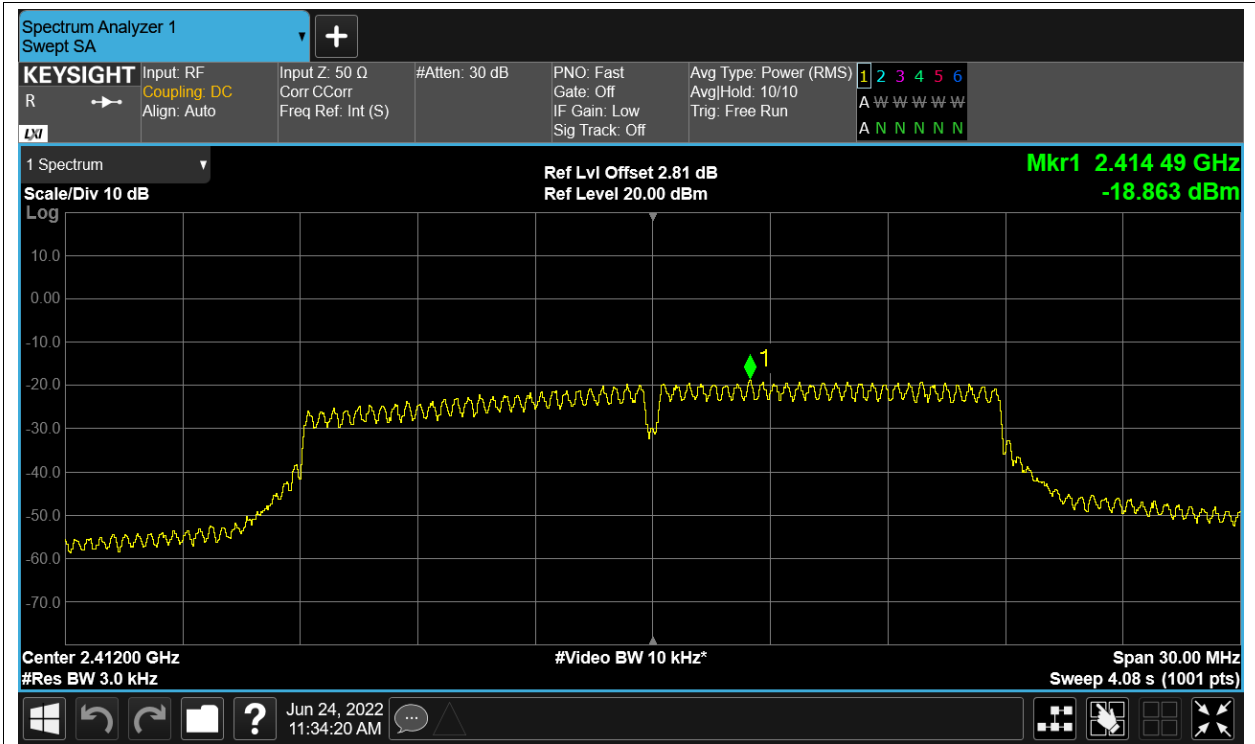 Spectrum Analyzer 1
Swept SA
KEYSIGHT
R
LXI
Input: RF
Coupling: DC
Align: Auto
Input Z: 50 Ω
Corr CCorr
Freq Ref: Int (S)
#Atten: 30 dB
PNO: Fast
Gate: Off
IF Gain: Low
Sig Track: Off
Avg Type: Power (RMS)
Avg|Hold: 10/10
Trig: Free Run
1 2 3 4 5 6
A W W W W W
A N N N N N
1 Spectrum
Scale/Div 10 dB
Log
Ref Lvl Offset 2.81 dB
Ref Level 20.00 dBm
Mkr1 2.414 49 GHz
-18.863 dBm
10.0
0.00
-10.0
1
-20.0
-30.0
-40.0
-50.0
-60.0
-70.0
Center 2.41200 GHz
#Res BW 3.0 kHz
#Video BW 10 kHz*
Span 30.00 MHz
Sweep 4.08 s (1001 pts)
?
Jun 24, 2022
11:34:20 AM